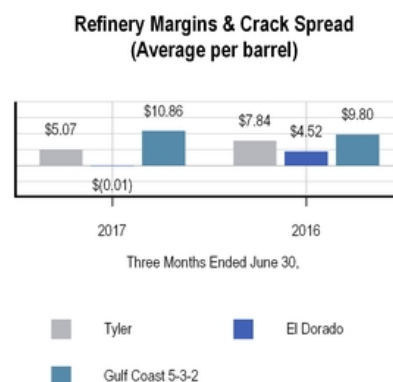 Refinery Margins & Crack Spread
(Average per barrel)
$5.07
$(0.01)
$10.86
$7.84
$4.52
$9.80
2017
2016
Three Months Ended June 30,
Tyler
El Dorado
Gulf Coast 5-3-2